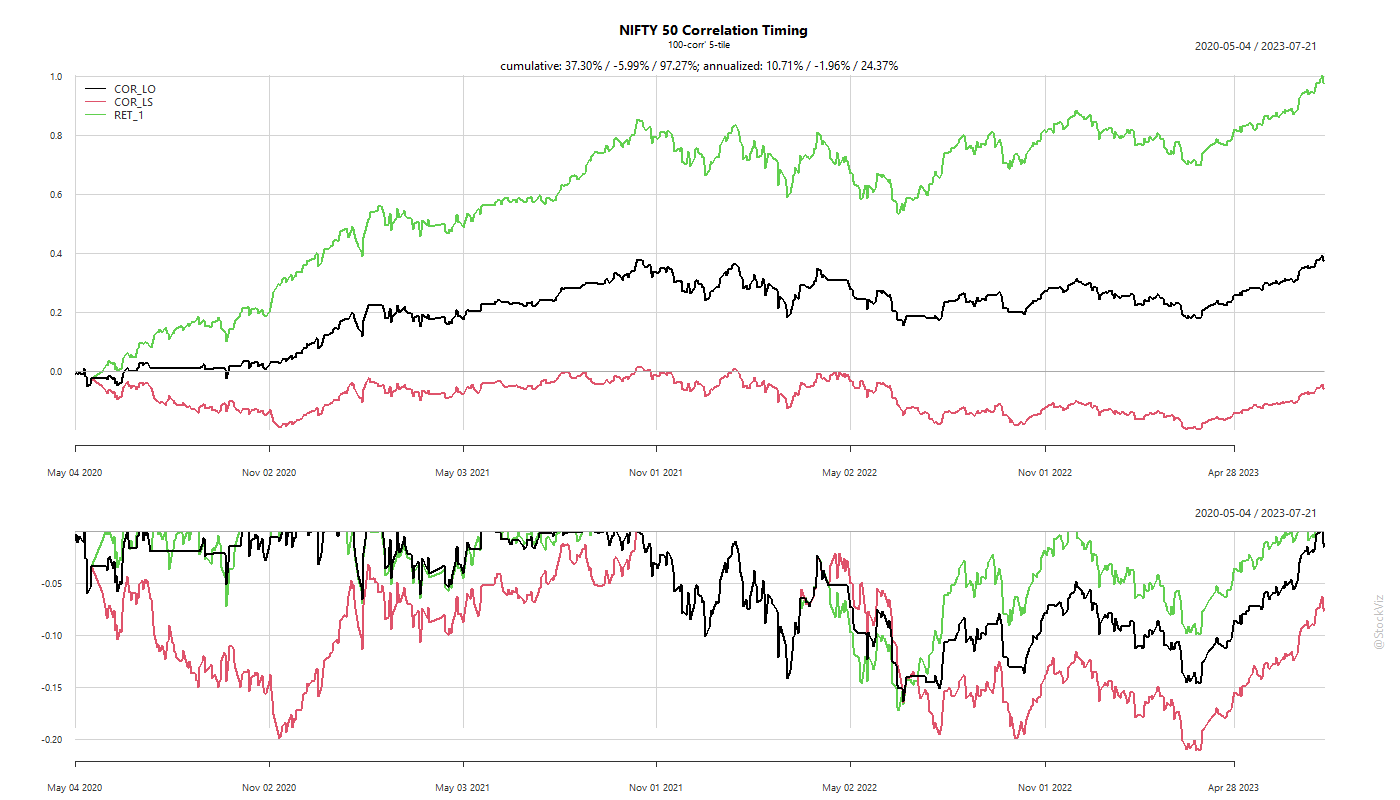 NIFTY 50 Correlation Timing
100-corr' 5-tile
2020-05-04 / 2023-07-21
cumulative: 37.30% / -5.99% / 97.27%; annualized: 10.71% / -1.96% / 24.37%
COR_LO
COR_LS
RET_1
1.0
0.8
0.6
0.4
0.2
0.0
May 04 2020
Nov 02 2020
May 03 2021
Nov 01 2021
May 02 2022
Nov 01 2022
Apr 28 2023
2020-05-04 / 2023-07-21
-0.05
-0.10
-0.15
-0.20
May 04 2020
Nov 02 2020
May 03 2021
Nov 01 2021
May 02 2022
Nov 01 2022
Apr 28 2023
@StockViz